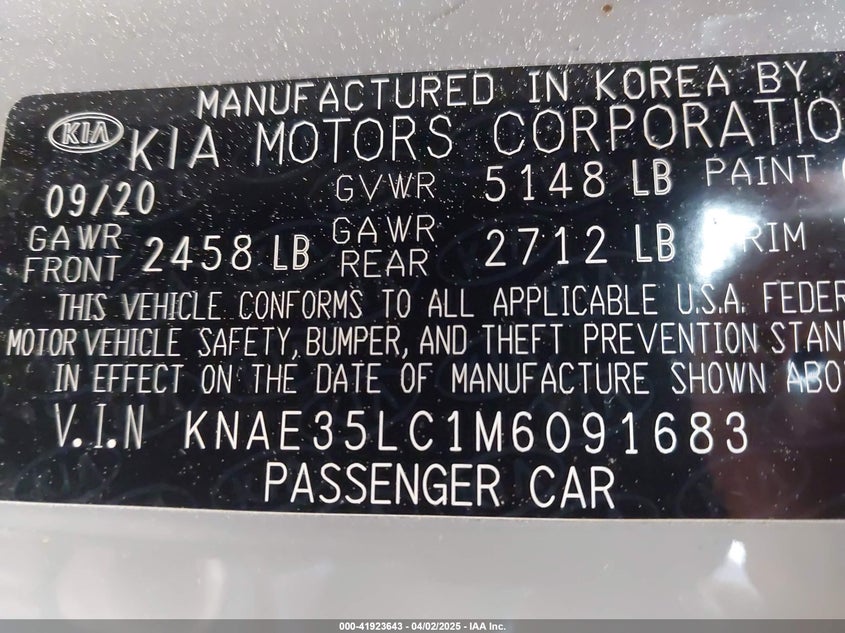 MANUFACTURED IN KOREA BY
KIA KIA MOTORS CORPORATIO
09/20 GVWR 5148 LB PAINT
GAWR FRONT 2458 LB GAWR REAR 2712 LB TRIM
THIS VEHICLE CONFORMS TO ALL APPLICABLE U.S.A. FEDER
MOTOR VEHICLE SAFETY, BUMPER, AND THEFT PREVENTION STAN
IN EFFECT ON THE DATE OF MANUFACTURE SHOWN ABO
V.I.N KNAE35LC1M6091683
PASSENGER CAR
000-41923643 - 04/02/2025 - IAA Inc.